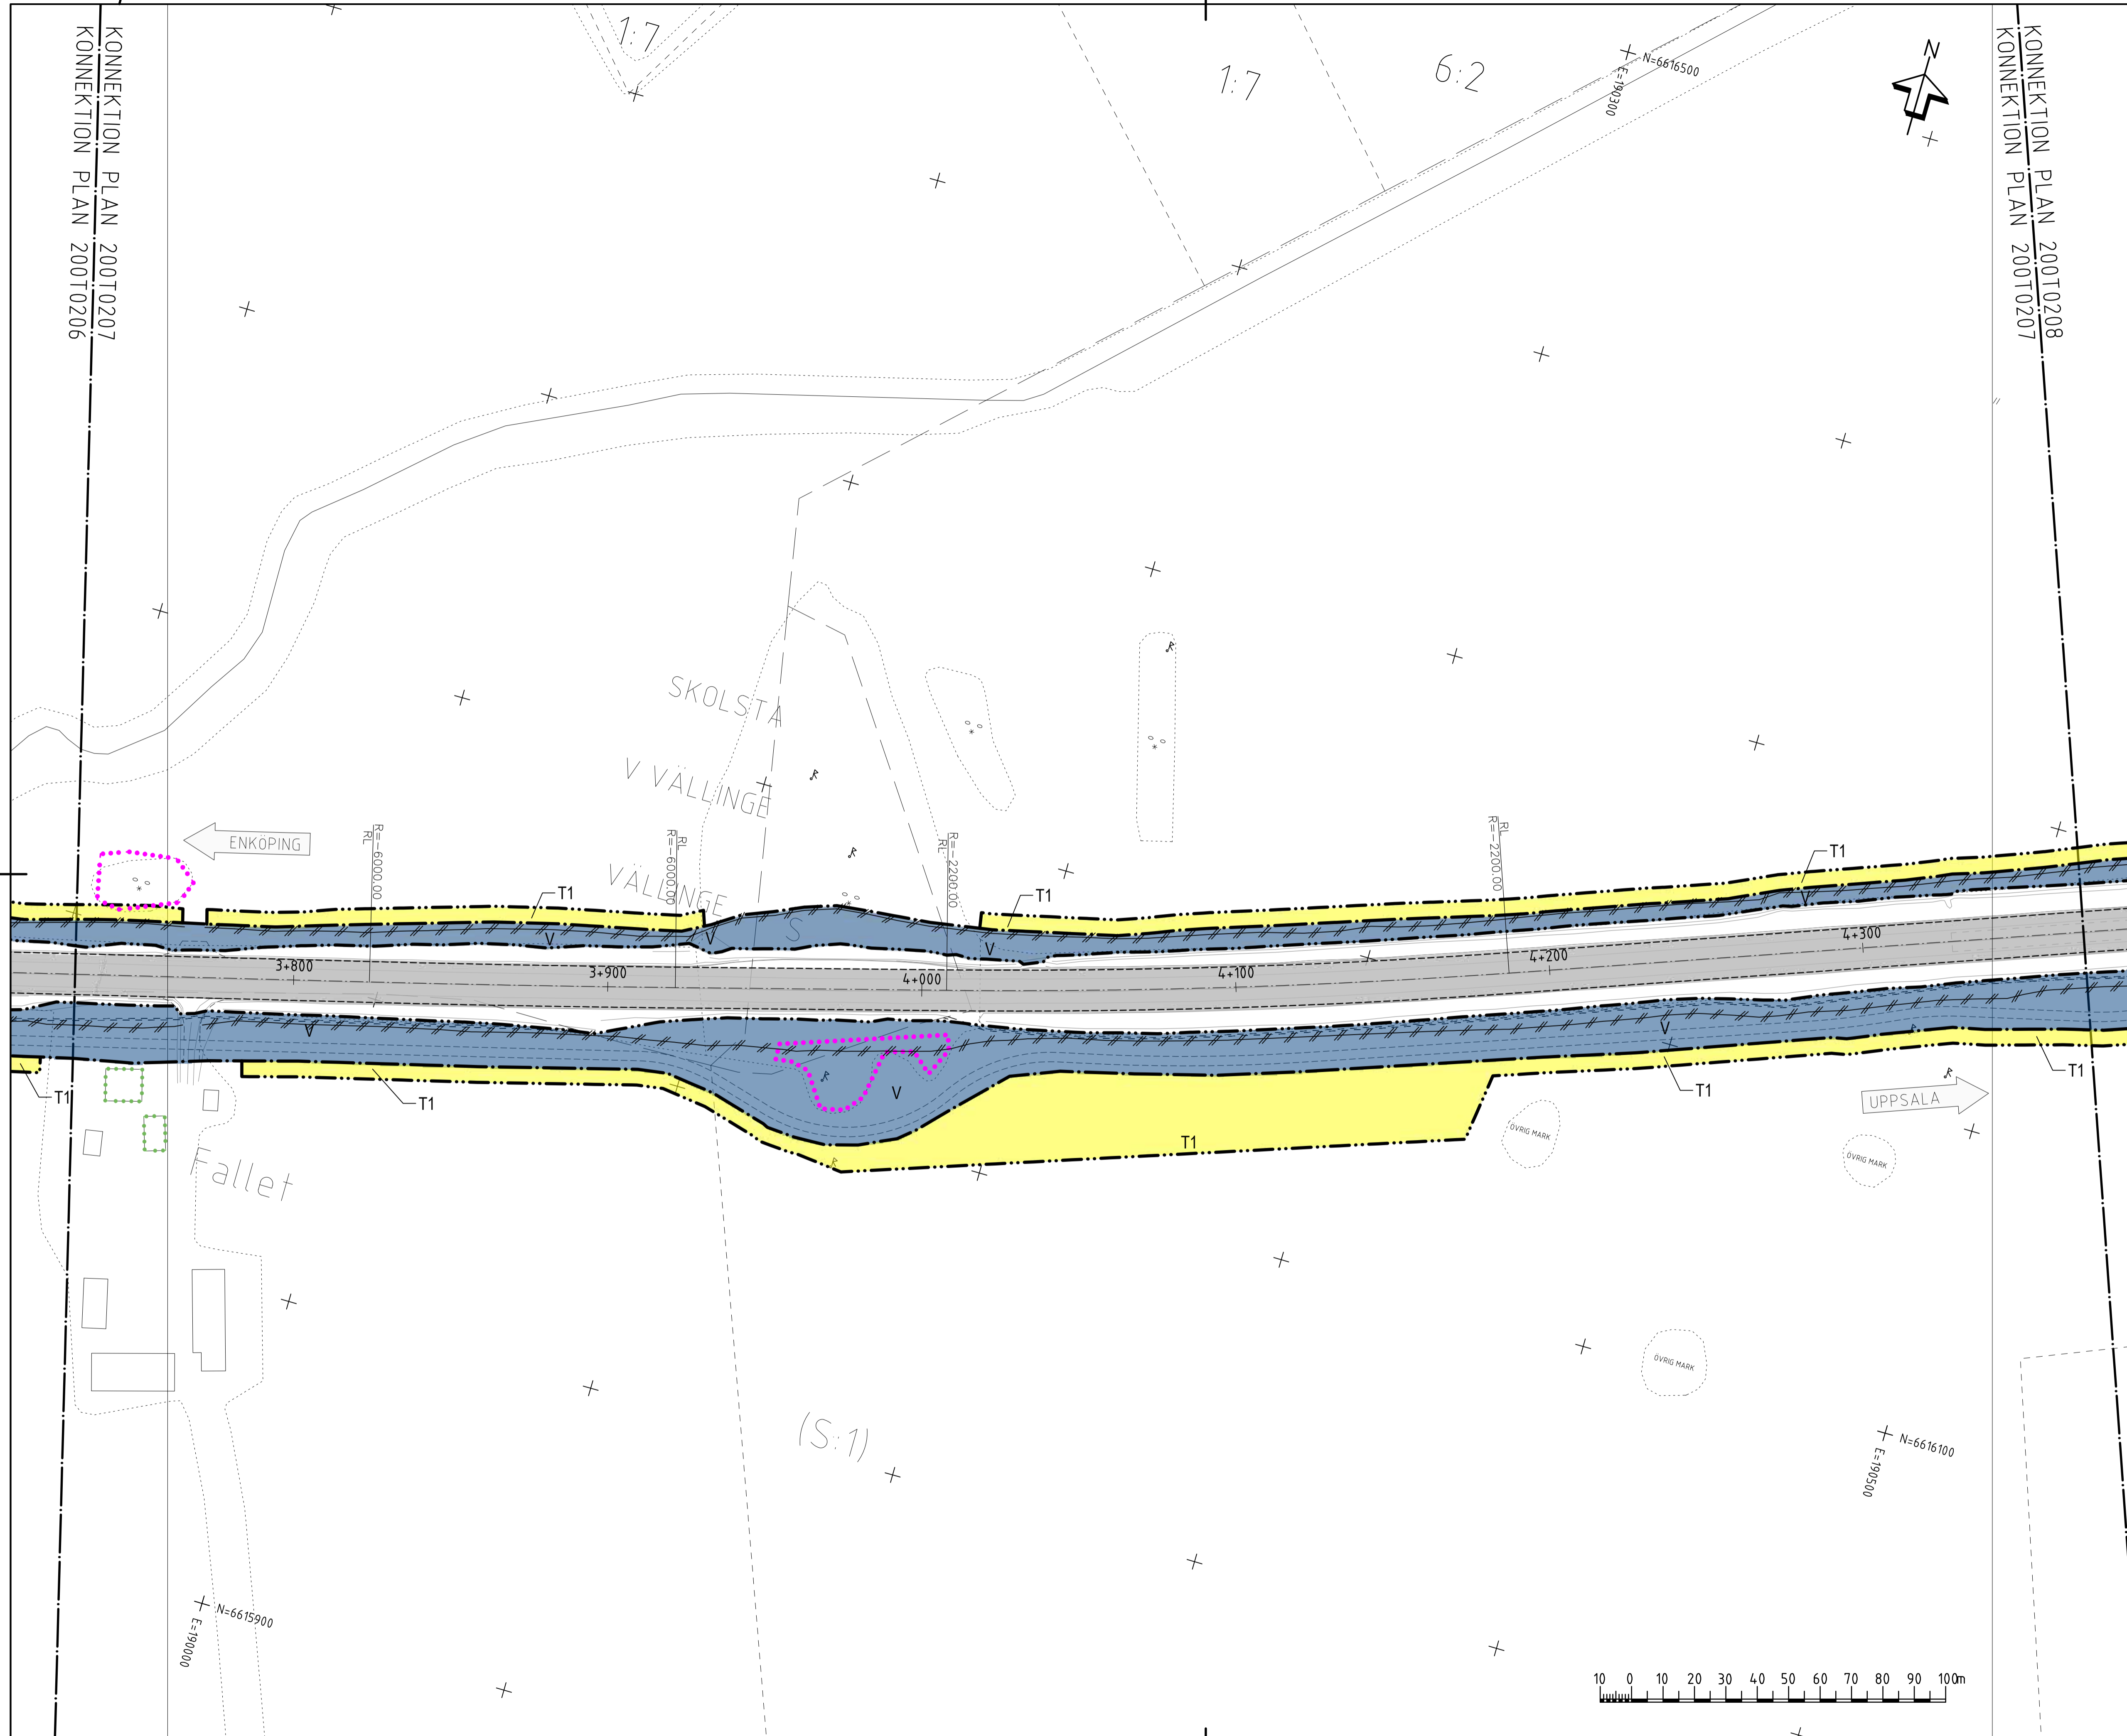 KONNEKTION PLAN 200T0207
KONNEKTION PLAN 200T0206
1:7
1:7
6:2
N=6616500
E=190300
N
KONNEKTION PLAN 200T0208
KONNEKTION PLAN 200T0207
SKOLSTA
V VÄLLINGE
VÄLLINGE
S
ENKÖPING
RL
R=-6000.00
R=-6000.00
RL
RL
R=-2200.00
R=-2200.00
RL
T1
T1
T1
V
V
V
V
3+800
3+900
4+000
4+100
4+200
4+300
V
V
V
T1
T1
T1
T1
T1
UPPSALA
ÖVRIG MARK
ÖVRIG MARK
ÖVRIG MARK
Fallet
(S:1)
N=6616100
E=190500
N=6615900
E=190000
10 0 10 20 30 40 50 60 70 80 90 100m